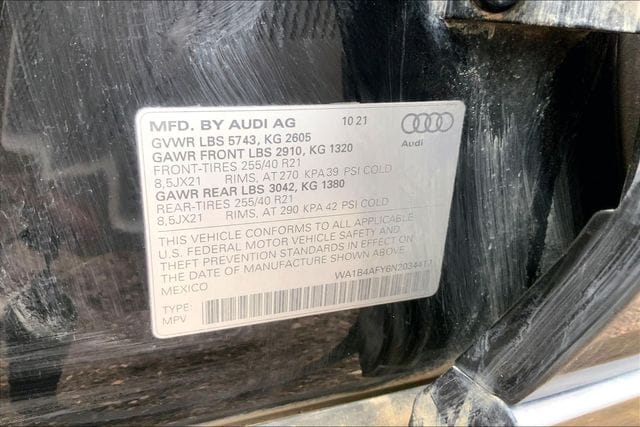 MFD. BY AUDI AG 10 21
GVWR LBS 5743, KG 2605
GAWR FRONT LBS 2910, KG 1320
FRONT-TIRES 255/40 R21
8,5JX21 RIMS, AT 270 KPA 39 PSI COLD
GAWR REAR LBS 3042, KG 1380
REAR-TIRES 255/40 R21
8,5JX21 RIMS, AT 290 KPA 42 PSI COLD
Audi
THIS VEHICLE CONFORMS TO ALL APPLICABLE
U.S. FEDERAL MOTOR VEHICLE SAFETY AND
THEFT PREVENTION STANDARDS IN EFFECT ON
THE DATE OF MANUFACTURE SHOWN ABOVE.
MEXICO
TYPE:
MPV